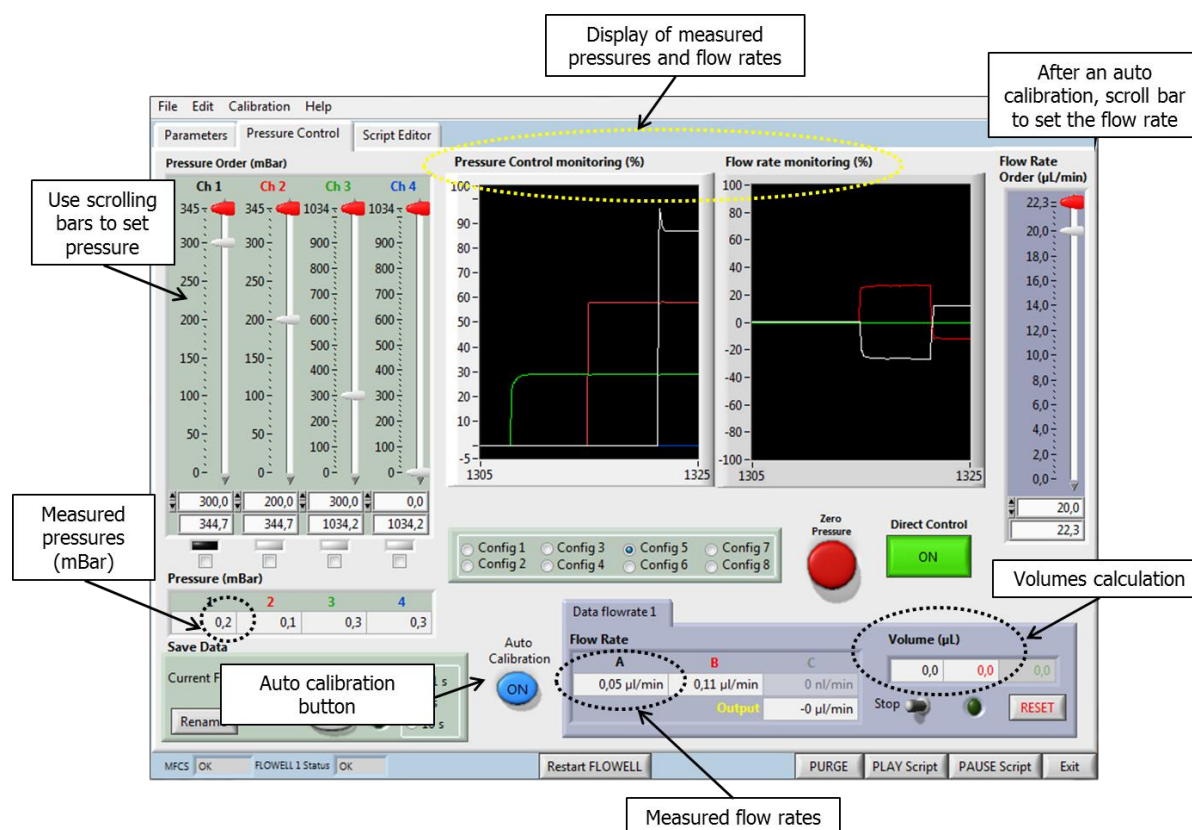 Display of measured
pressures and flow rates
After an auto
calibration, scroll bar
to set the flow rate
File Edit Calibration Help
Parameters Pressure Control Script Editor
Pressure Order (mBar)
Ch 1 Ch 2 Ch 3 Ch 4
345 345 1034 1034
300 300 900 900
800 800
250 250 700 700
200 200 600 600
150 150 500 500
400 400
100 100 300 300
200 200
50 50 100 100
0 0 0 0
300,0 200,0 300,0 0,0
344,7 344,7 1034,2 1034,2
Use scrolling
bars to set
pressure
Pressure Control monitoring (%)
100
90
80
70
60
50
40
30
20
10
-5
1305 1325
Flow rate monitoring (%)
100
80
60
40
20
0
-20
-40
-60
-80
-100
1305 1325
Flow Rate
Order (µL/min)
22,3
20,0
18,0
16,0
14,0
12,0
10,0
8,0
6,0
4,0
2,0
0,0
20,0
22,3
Measured
pressures
(mBar)
Pressure (mBar)
1 2 3 4
0,2 0,1 0,3 0,3
Config 1 Config 3 Config 5 Config 7
Config 2 Config 4 Config 6 Config 8
Zero
Pressure
Direct Control
ON
Volumes calculation
Save Data
Current F
1 s
Renam
Auto calibration
button
Auto
Calibration
ON
Data flowrate 1
Flow Rate
A B C
0,05 µl/min 0,11 µl/min 0 nl/min
Output -0 µl/min
Volume (µL)
0,0 0,0 0,0
Stop RESET
MFCS OK FLOWELL 1 Status OK Restart FLOWELL PURGE PLAY Script PAUSE Script Exit
Measured flow rates